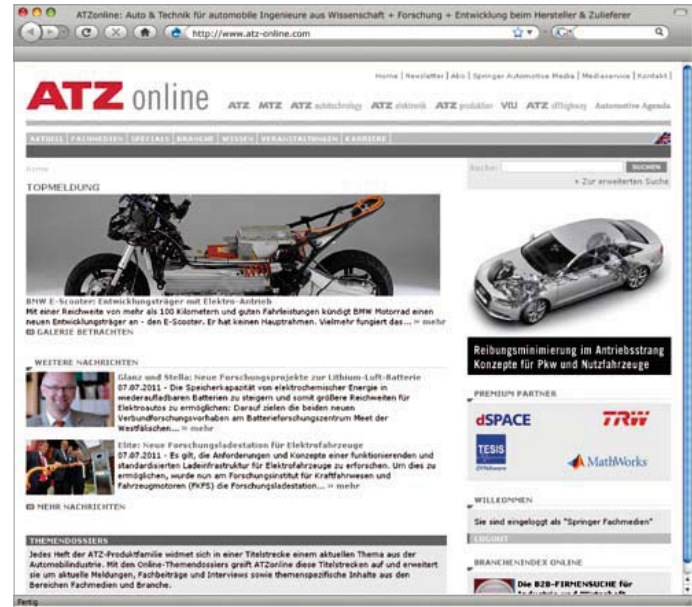 ATZonline: Auto & Technik für automobile Ingenieure aus Wissenschaft + Forschung + Entwicklung beim Hersteller & Zulieferer
http://www.atz-online.com
Home | Newsletter | Abo | Springer Automotive Media | Mediaservice | Kontakt |
ATZ online
ATZ MTZ ATZ autotechnology ATZ elektronik ATZ produktion VfU ATZ offhighway Automotive Agenda
AKTUELL | FACHMEDIEN | SPECIALS | BRANCHE | WISSEN | VERANSTALTUNGEN | KARRIERE |
Home
Suche: SUCHEN
» Zur erweiterten Suche
TOPMELDUNG
BMW E-Scooter: Entwicklungsträger mit Elektro-Antrieb
Mit einer Reichweite von mehr als 100 Kilometern und guten Fahrleistungen kündigt BMW Motorrad einen
neuen Entwicklungsträger an - den E-Scooter. Er hat keinen Hauptrahmen. Vielmehr fungiert das... » mehr
GALERIE BETRACHTEN
WEITERE NACHRICHTEN
Glanz und Stella: Neue Forschungsprojekte zur Lithium-Luft-Batterie
07.07.2011 - Die Speicherkapazität von elektrochemischer Energie in
wiederaufladbaren Batterien zu steigern und somit größere Reichweiten für
Elektroautos zu ermöglichen: Darauf zielen die beiden neuen
Verbundforschungsvorhaben am Batterieforschungszentrum Meet der
Westfälischen... » mehr
Elite: Neue Forschungsladestation für Elektrofahrzeuge
07.07.2011 - Es gilt, die Anforderungen und Konzepte einer funktionierenden und
standardisierten Ladeinfrastruktur für Elektrofahrzeuge zu erforschen. Um dies zu
ermöglichen, wurde nun am Forschungsinstitut für Kraftfahrwesen und
Fahrzeugmotoren (FKFS) die Forschungsladestation... » mehr
MEHR NACHRICHTEN
THEMENDOSSIERS
Jedes Heft der ATZ-Produktfamilie widmet sich in einer Titelstrecke einem aktuellen Thema aus der
Automobilindustrie. Mit den Online-Themendossiers greift ATZonline diese Titelstrecken auf und erweitert
sie um aktuelle Meldungen, Fachbeiträge und Interviews sowie themenspezifische Inhalte aus den
Bereichen Fachmedien und Branche.
Reibungsminimierung im Antriebsstrang
Konzepte für Pkw und Nutzfahrzeuge
PREMIUM PARTNER
dSPACE
TRW
TESIS
DYNAware
MathWorks
WILLKOMMEN
Sie sind eingeloggt als "Springer Fachmedien"
LOGOUT
BRANCHENINDEX ONLINE
Die B2B-FIRMENSUCHE für
Industrie und Wirtschaft
Fertig